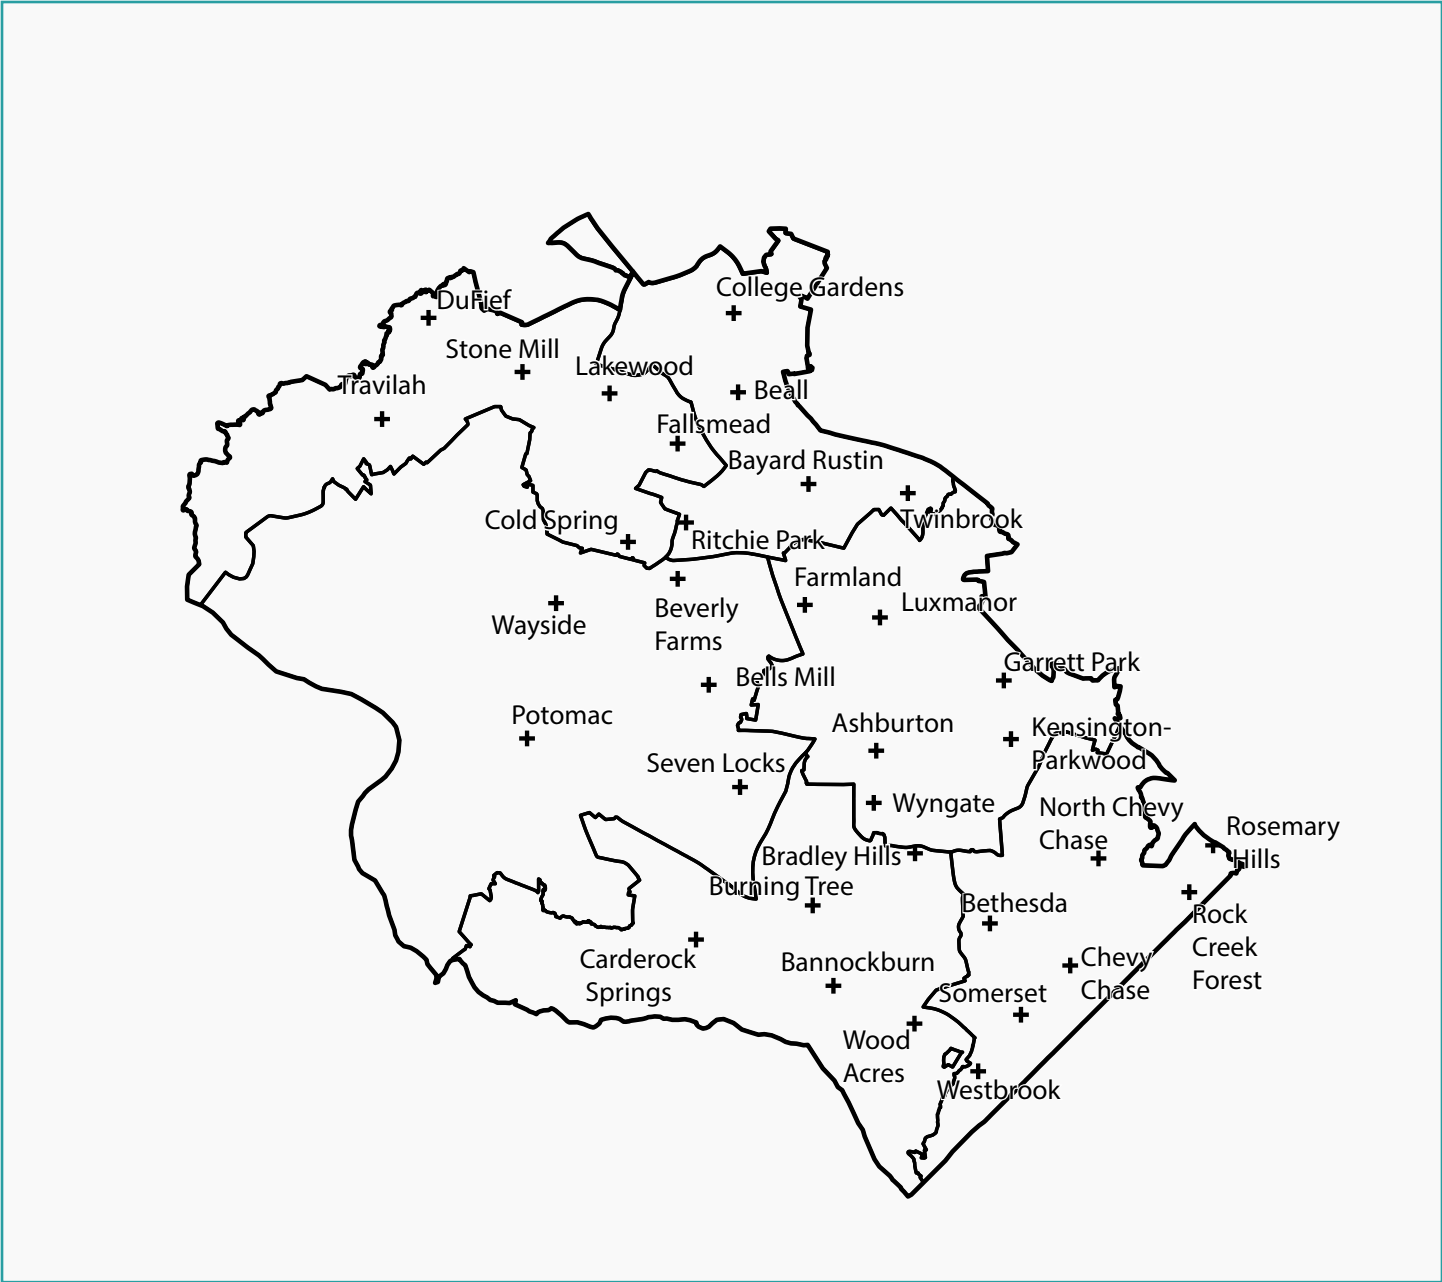 College Gardens
DuFief
Stone Mill
Lakewood
Travilah
Beall
Fallsmead
Bayard Rustin
Cold Spring
Twinbrook
Ritchie Park
Farmland
Luxmanor
Beverly
Farms
Wayside
Garrett Park
Bells Mill
Potomac
Ashburton
Kensington-
Parkwood
Seven Locks
Wyngate
North Chevy
Chase
Rosemary
Hills
Bradley Hills
Burning Tree
Bethesda
Rock
Creek
Forest
Carderock
Springs
Bannockburn
Chevy
Chase
Somerset
Wood
Acres
Westbrook